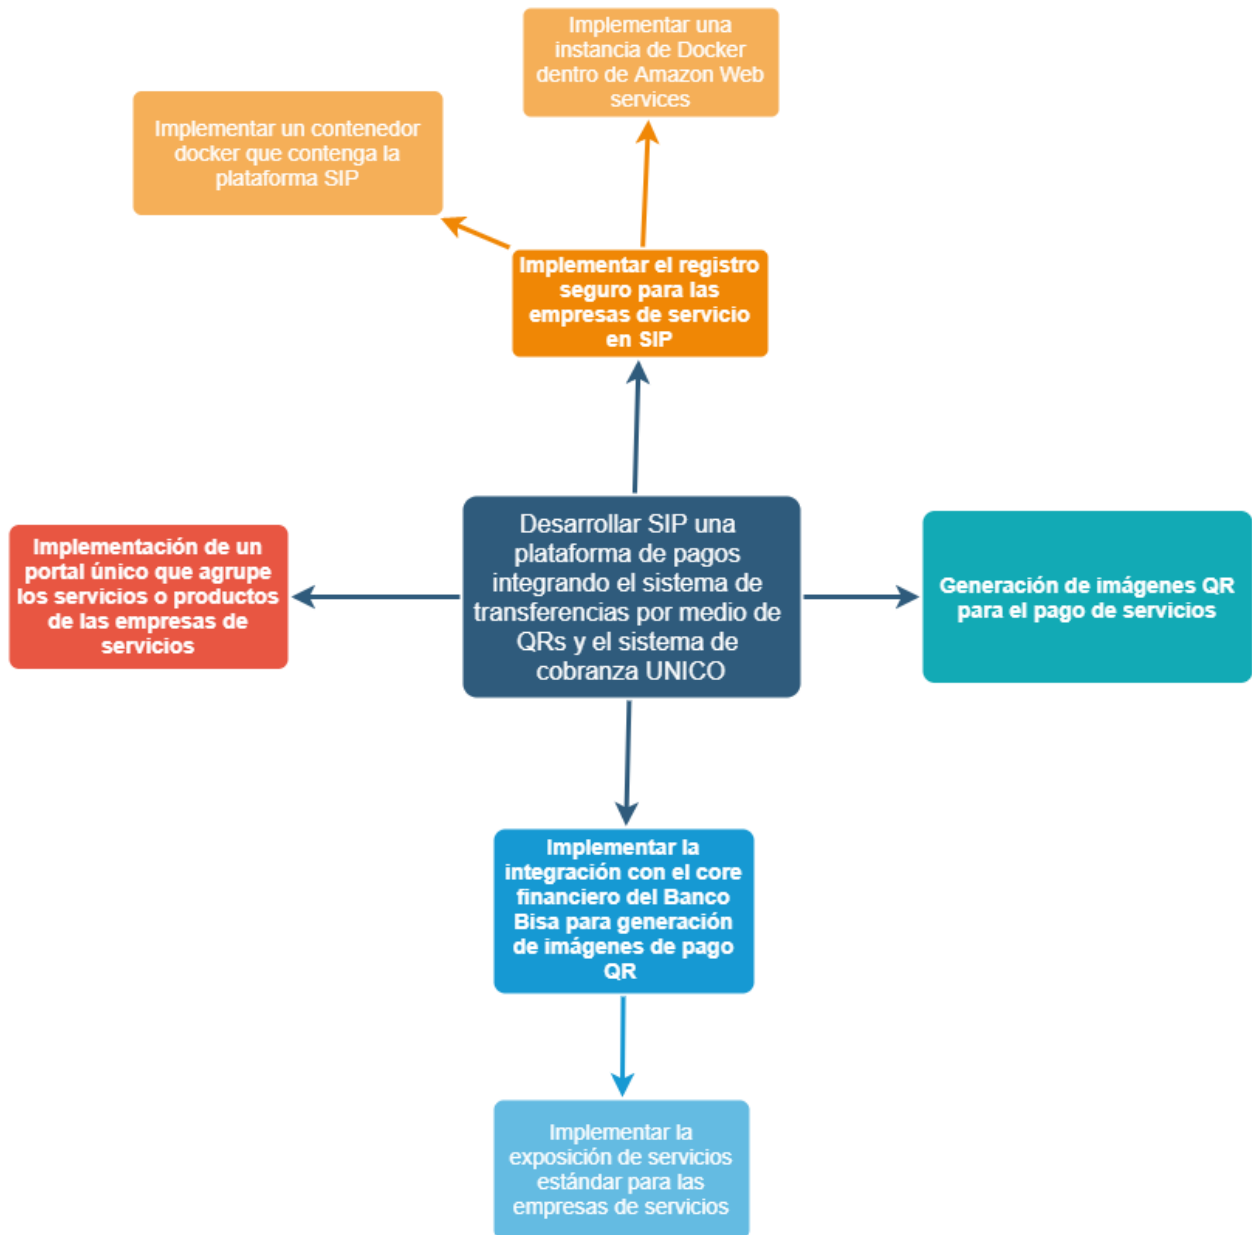 Implementar una
instancia de Docker
dentro de Amazon Web
services
Implementar un contenedor
docker que contenga la
plataforma SIP
Implementar el registro
seguro para las
empresas de servicio
en SIP
Implementación de un
portal único que agrupe
los servicios o productos
de las empresas de
servicios
Desarrollar SIP una
plataforma de pagos
integrando el sistema de
transferencias por medio de
QRs y el sistema de
cobranza UNICO
Generación de imágenes QR
para el pago de servicios
Implementar la
integración con el core
financiero del Banco
Bisa para generación
de imágenes de pago
QR
Implementar la
exposición de servicios
estándar para las
empresas de servicios